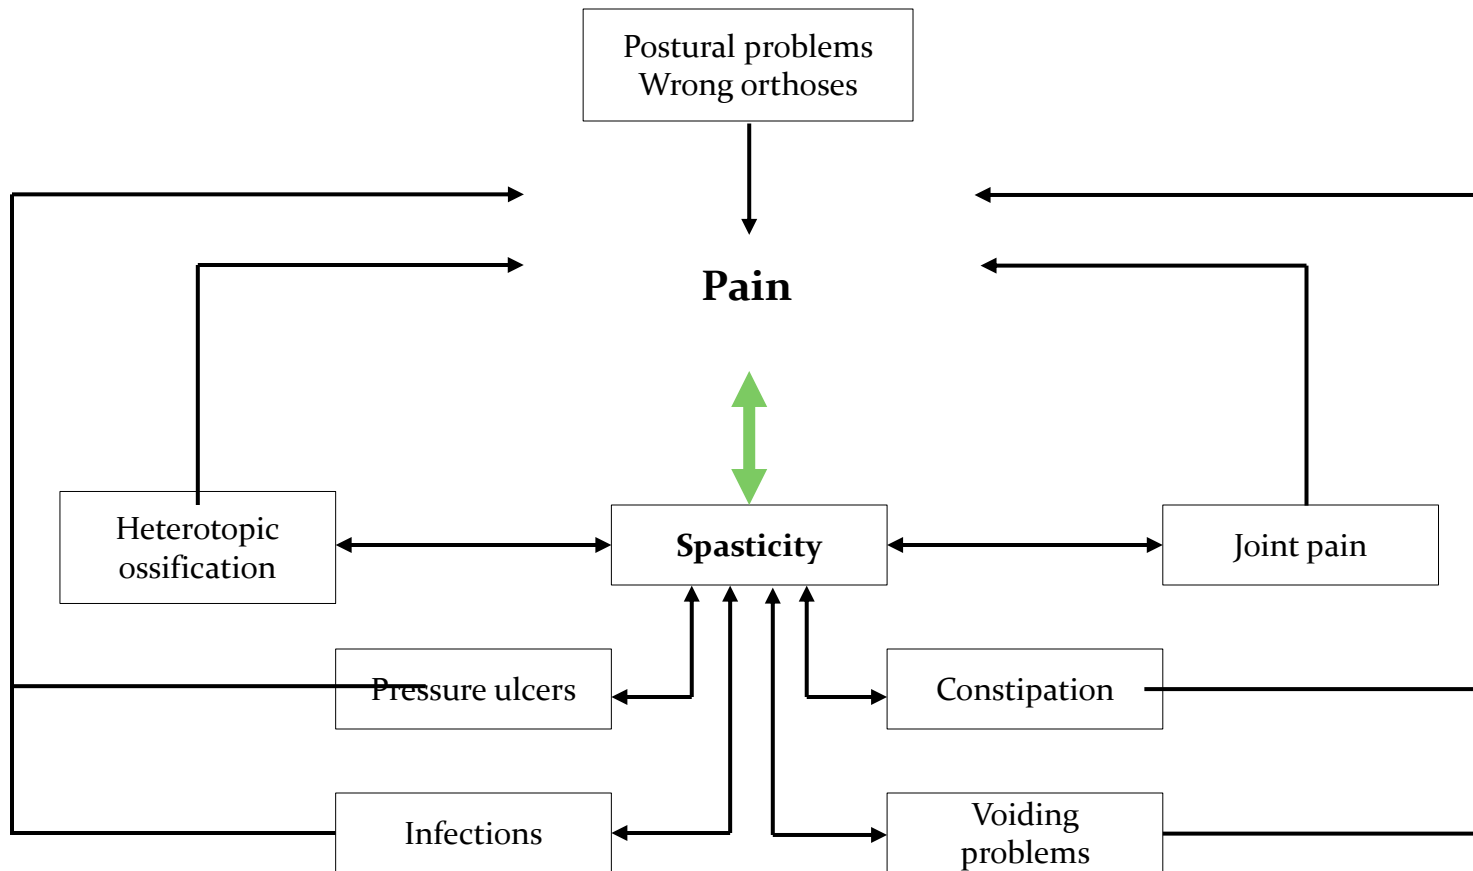 Postural problems
Wrong orthoses
Pain
Heterotopic
ossification
Spasticity
Joint pain
Pressure ulcers
Constipation
Infections
Voiding
problems